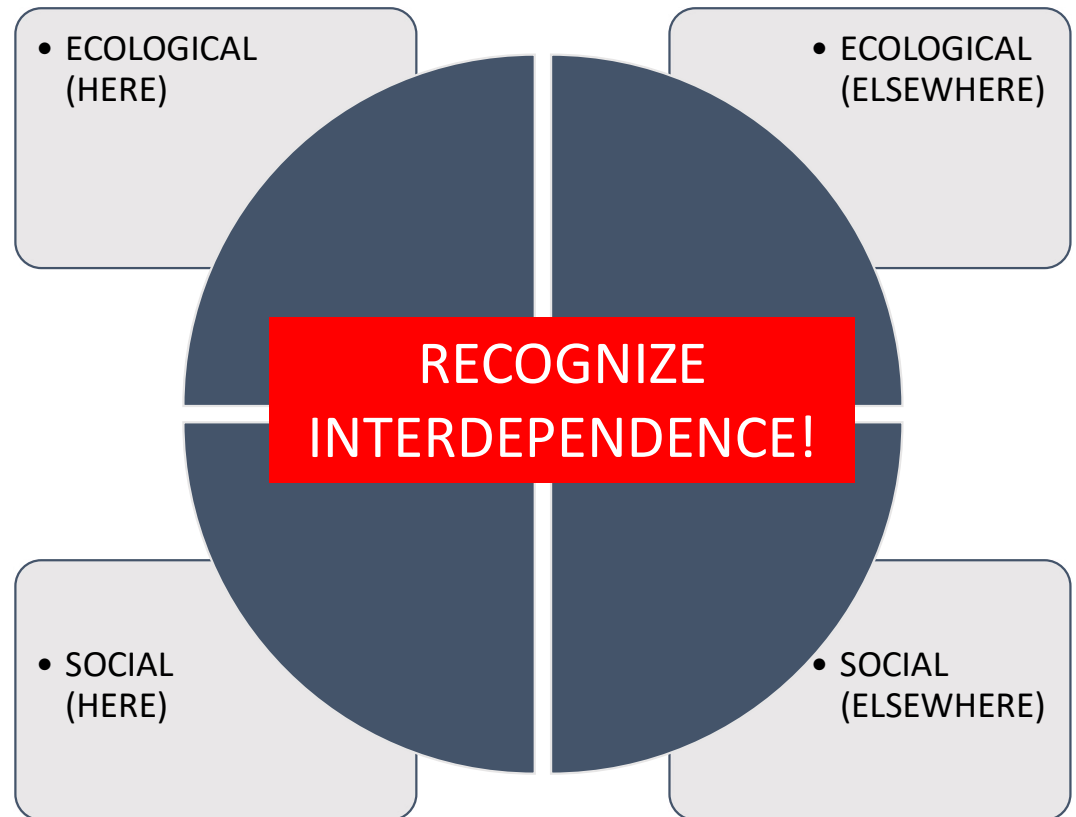 • ECOLOGICAL
(HERE)
• ECOLOGICAL
(ELSEWHERE)
RECOGNIZE
INTERDEPENDENCE!
• SOCIAL
(HERE)
• SOCIAL
(ELSEWHERE)